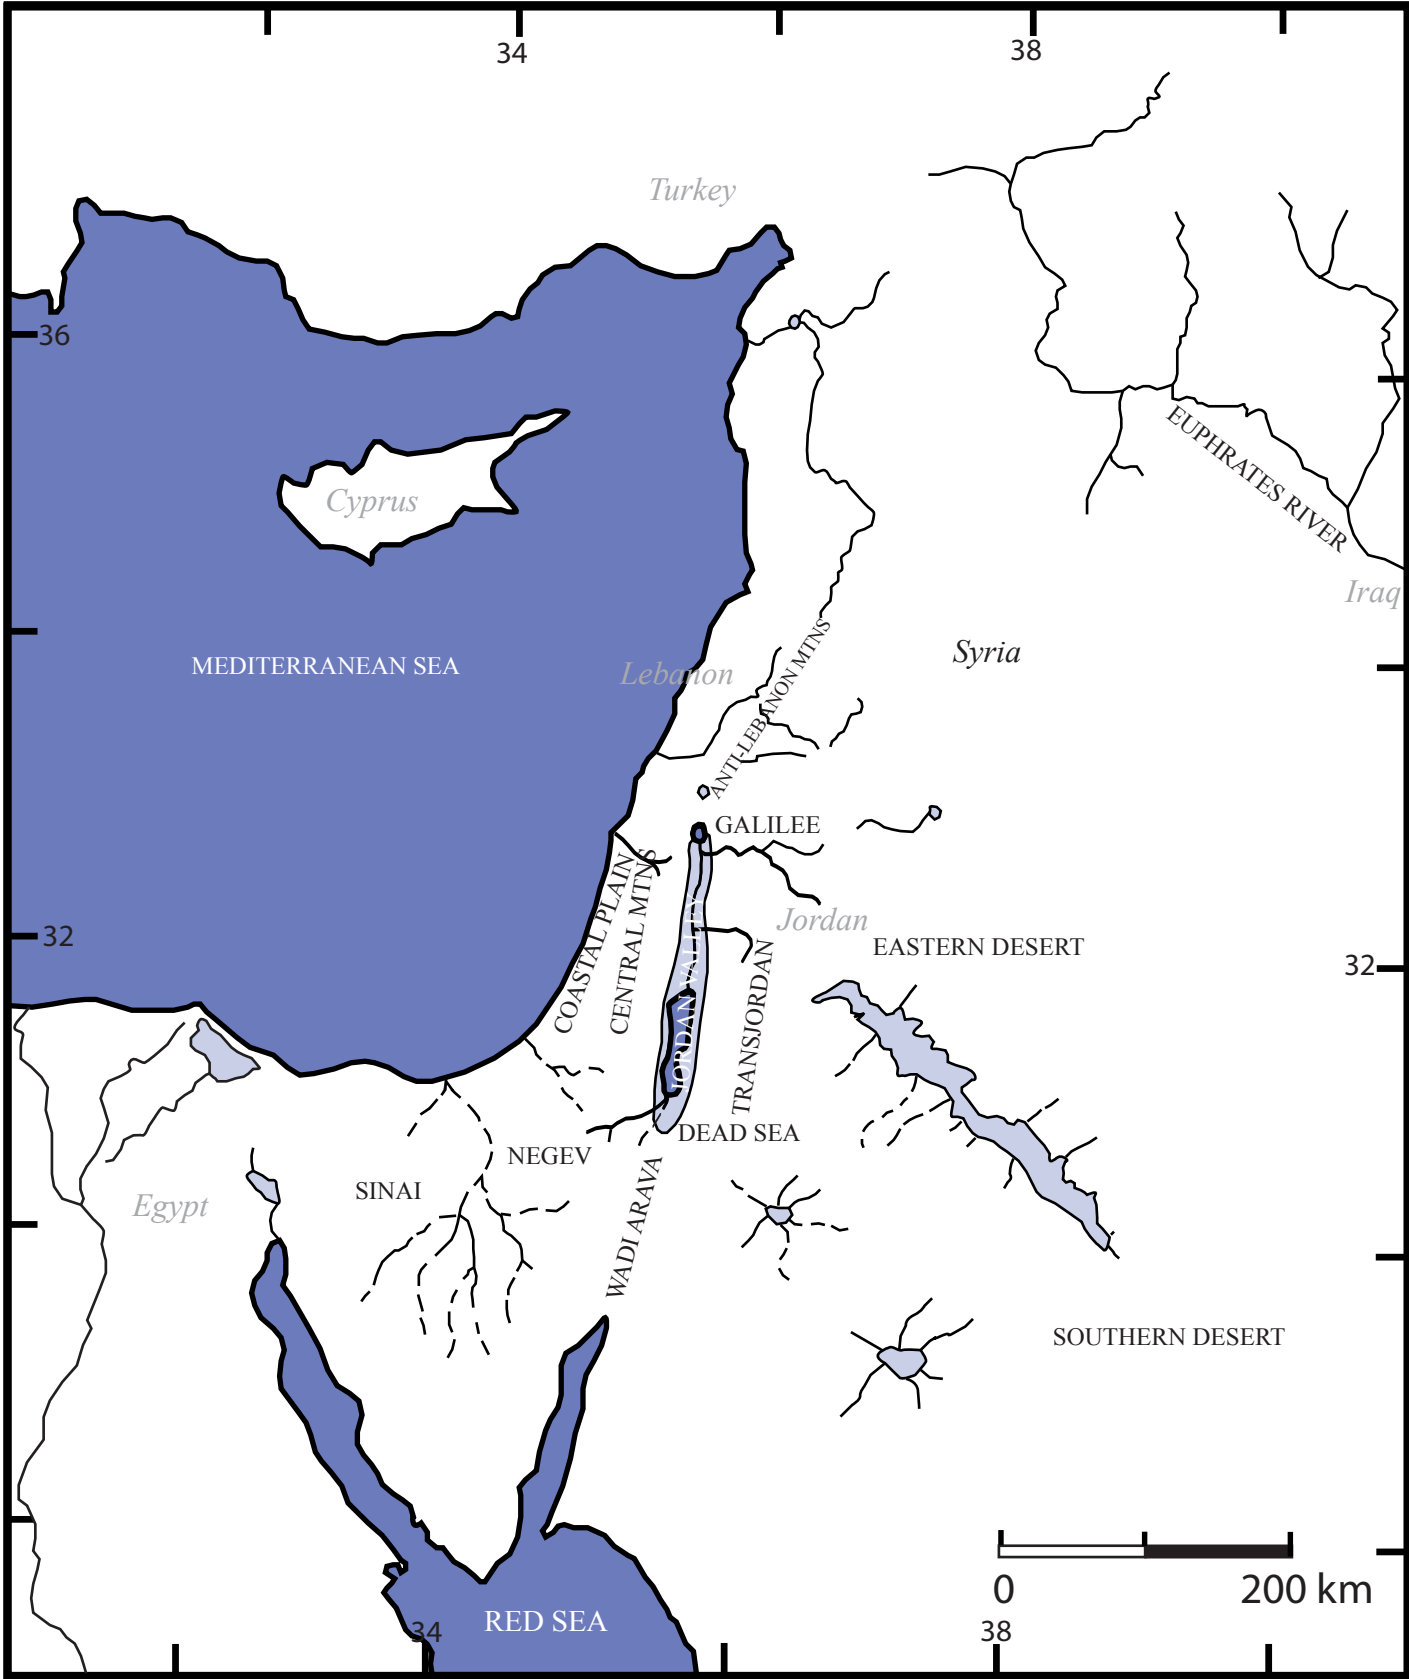 34
38
Turkey
36
EUPHRATES RIVER
Cyprus
Iraq
MEDITERRANEAN SEA
Lebanon
ANTI-LEBANON MTNS
Syria
GALILEE
COASTAL PLAIN
CENTRAL MTNS
JORDAN VALLEY
Jordan
32
EASTERN DESERT
32
TRANSJORDAN
DEAD SEA
NEGEV
SINAI
Egypt
WADI ARAVA
SOUTHERN DESERT
0
200 km
RED SEA
34
38